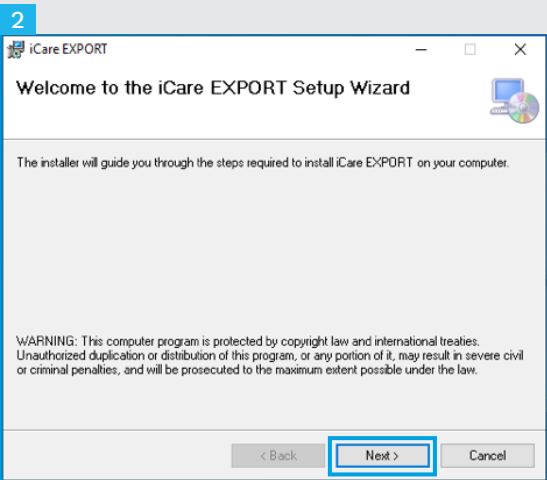 2
iCare EXPORT
Welcome to the iCare EXPORT Setup Wizard
The installer will guide you through the steps required to install iCare EXPORT on your computer.
WARNING: This computer program is protected by copyright law and international treaties.
Unauthorized duplication or distribution of this program, or any portion of it, may result in severe civil
or criminal penalties, and will be prosecuted to the maximum extent possible under the law.
< Back Next > Cancel